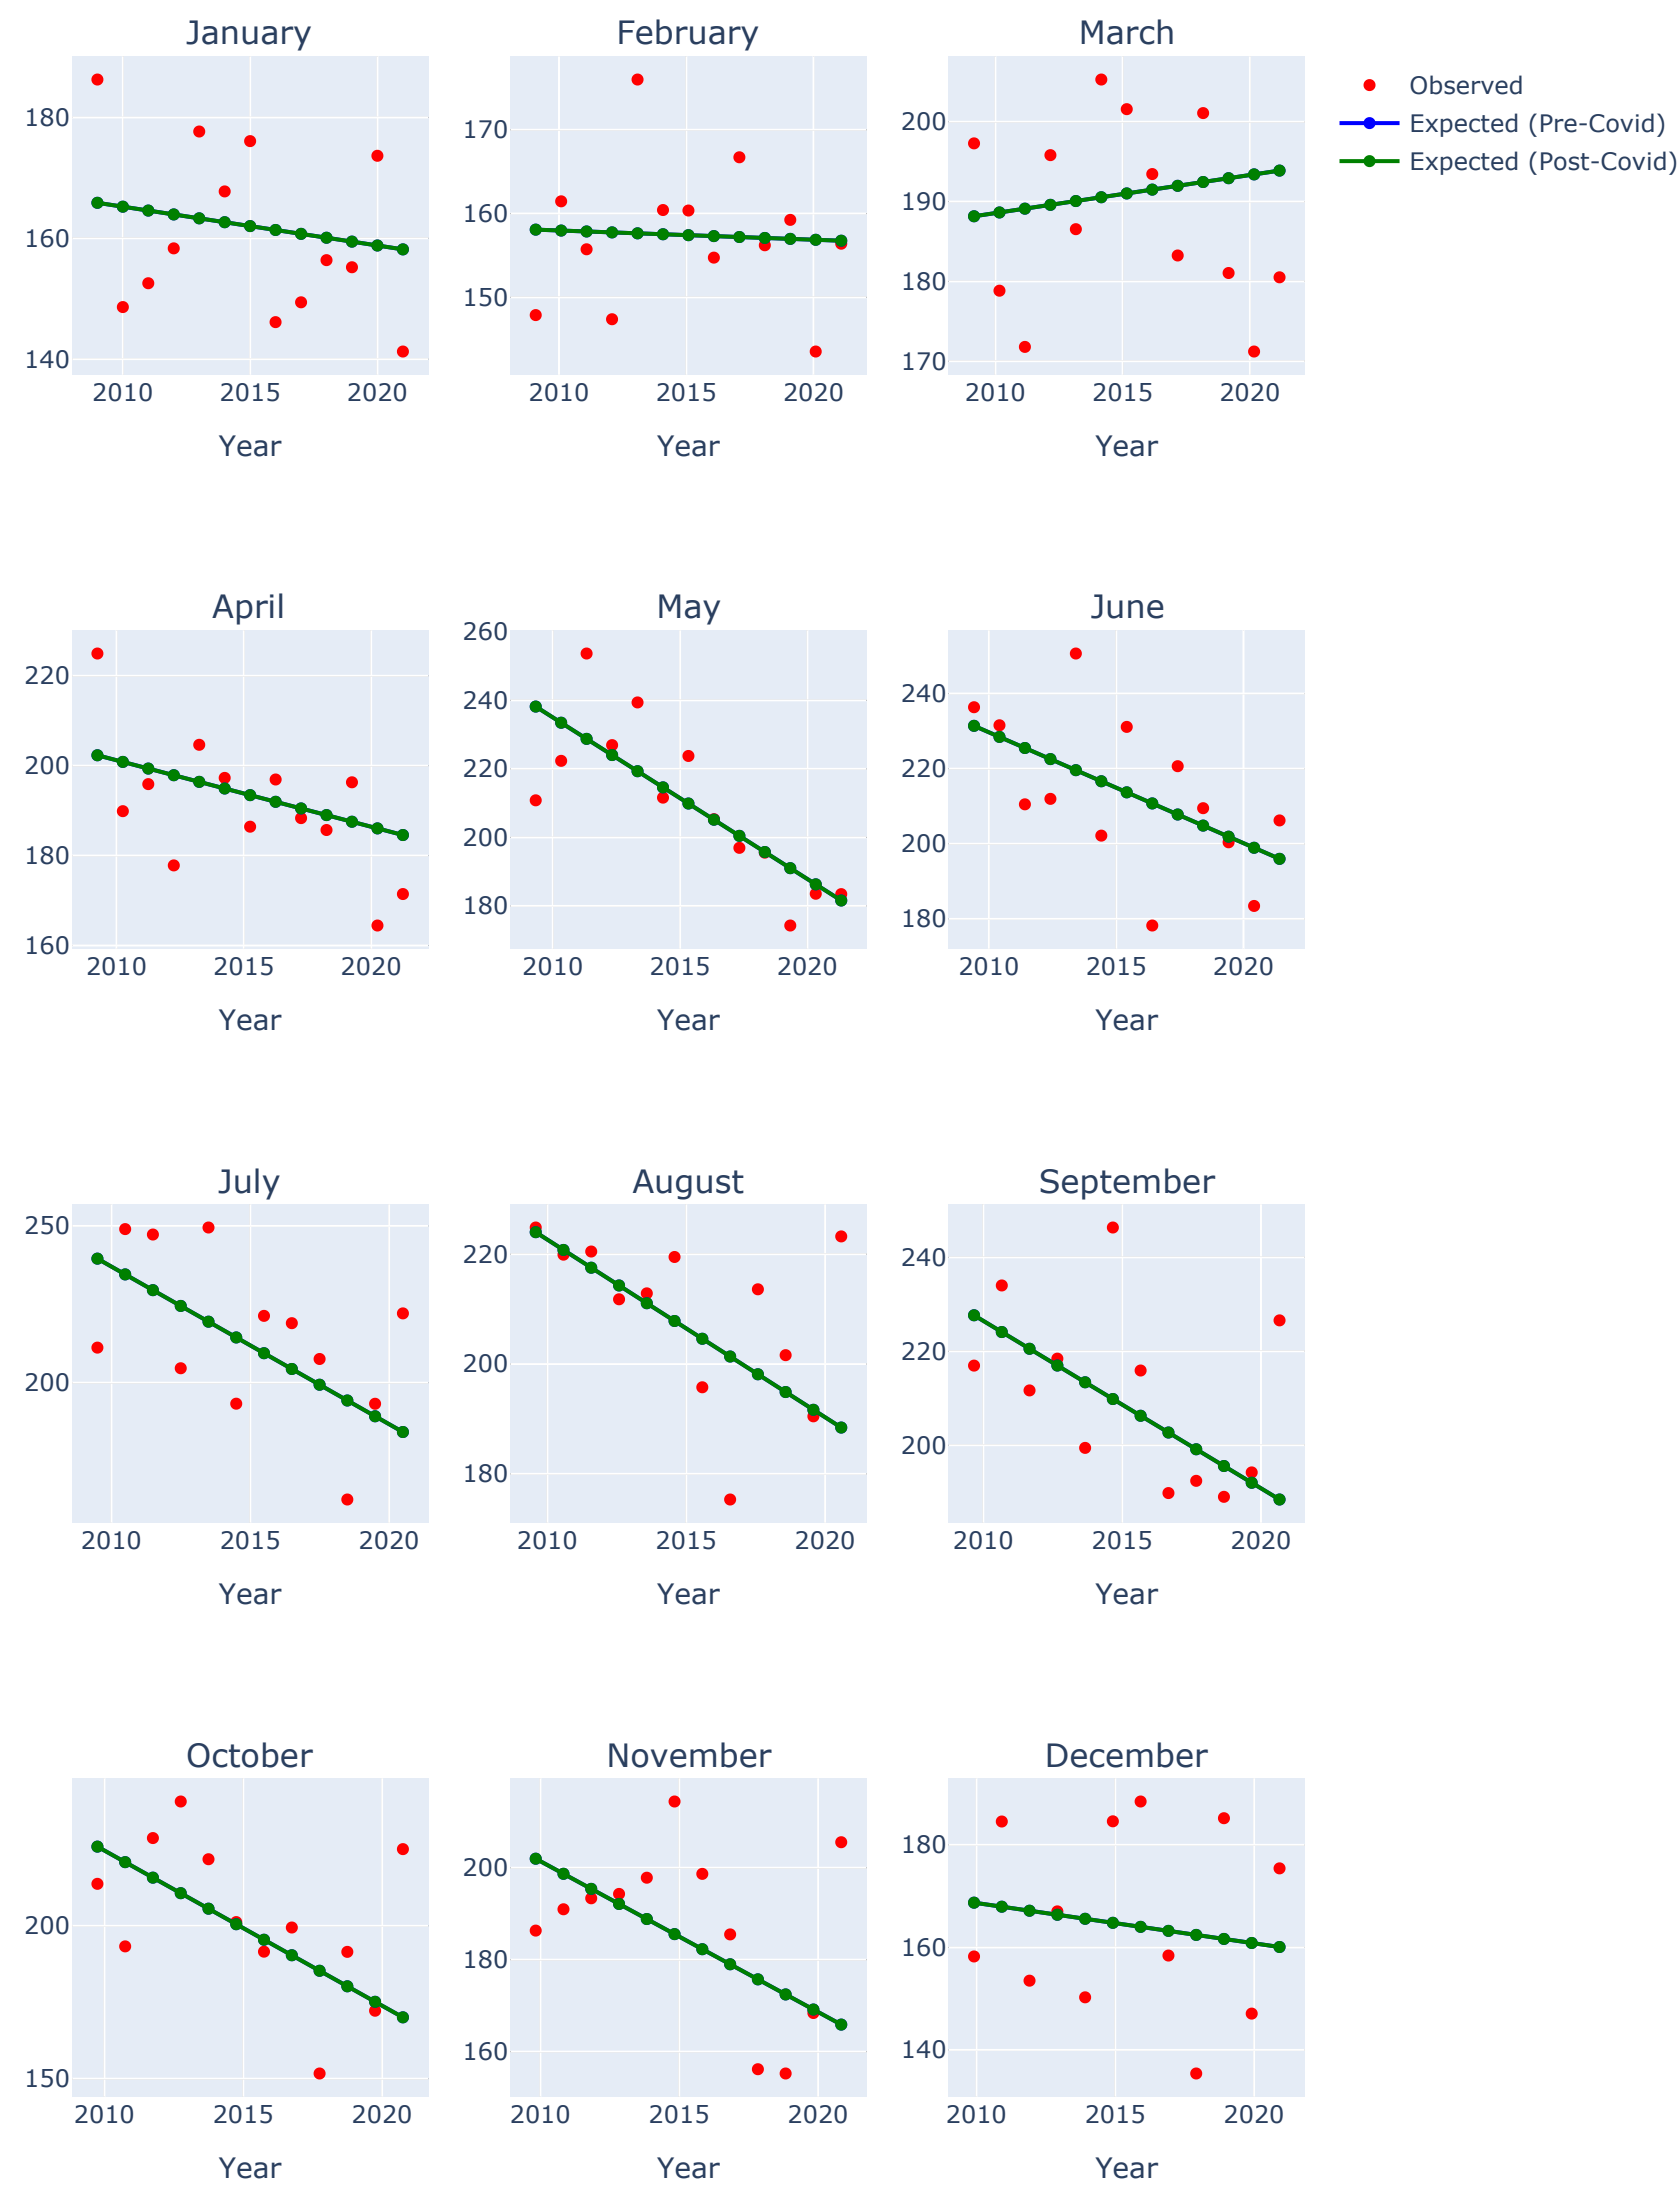 January
February
March
Observed
Expected (Pre-Covid)
Expected (Post-Covid)
180
160
140
2010 2015 2020
Year
170
160
150
2010 2015 2020
Year
200
190
180
170
2010 2015 2020
Year
April
May
June
220
200
180
160
2010 2015 2020
Year
260
240
220
200
180
2010 2015 2020
Year
240
220
200
180
2010 2015 2020
Year
July
August
September
250
200
2010 2015 2020
Year
220
200
180
2010 2015 2020
Year
240
220
200
2010 2015 2020
Year
October
November
December
200
150
2010 2015 2020
Year
200
180
160
2010 2015 2020
Year
180
160
140
2010 2015 2020
Year